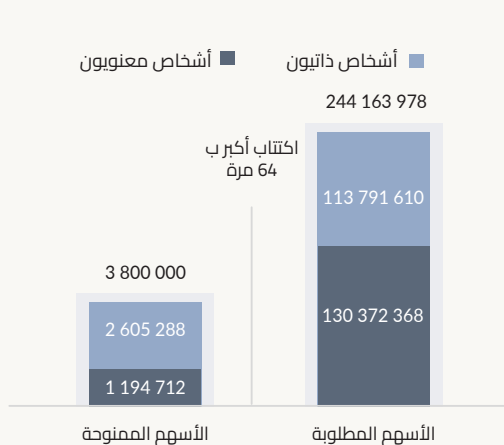 أشخاص ذاتيون
أشخاص معنويون
244 163 978
اكتتاب أكبر ب
64 مرة
113 791 610
130 372 368
3 800 000
2 605 288
1 194 712
الأسهم المطلوبة
الأسهم الممنوحة